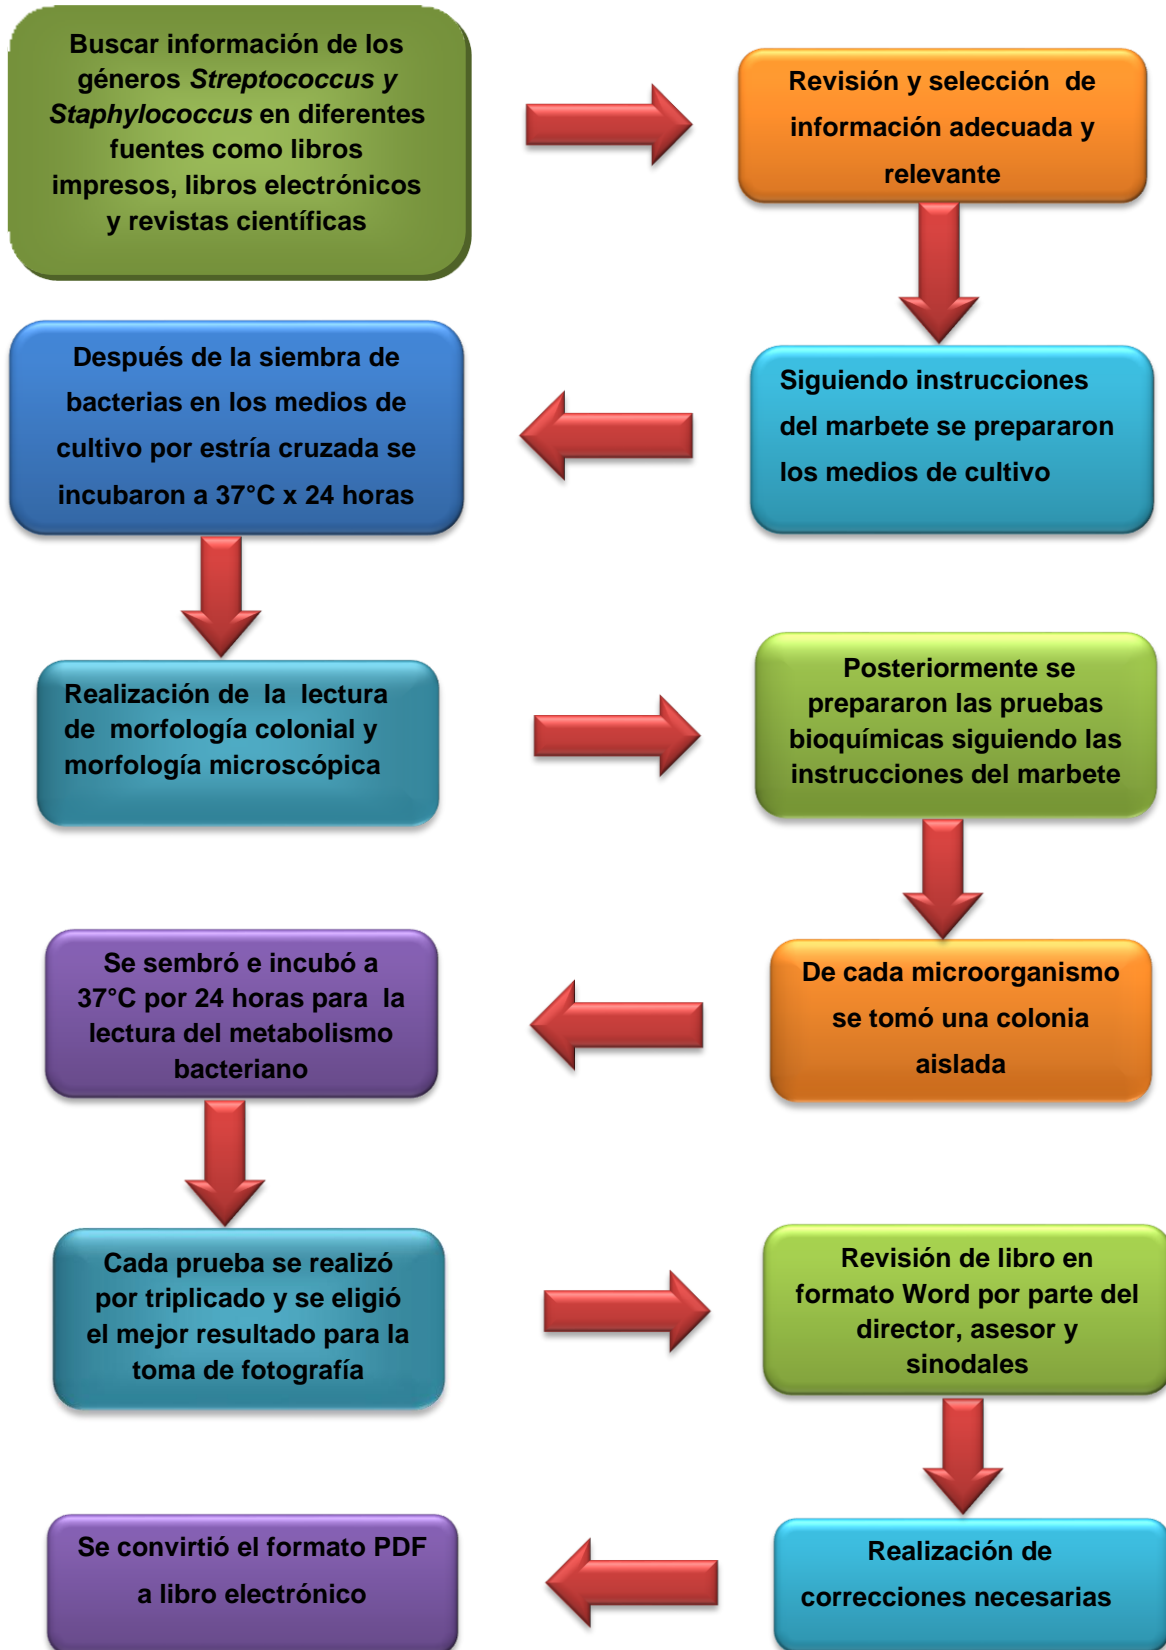 Buscar información de los
géneros Streptococcus y
Staphylococcus en diferentes
fuentes como libros
impresos, libros electrónicos
y revistas científicas
Revisión y selección de
información adecuada y
relevante
Siguiendo instrucciones
del marbete se prepararon
los medios de cultivo
Después de la siembra de
bacterias en los medios de
cultivo por estría cruzada se
incubaron a 37°C x 24 horas
Realización de la lectura
de morfología colonial y
morfología microscópica
Posteriormente se
prepararon las pruebas
bioquímicas siguiendo las
instrucciones del marbete
De cada microorganismo
se tomó una colonia
aislada
Se sembró e incubó a
37°C por 24 horas para la
lectura del metabolismo
bacteriano
Cada prueba se realizó
por triplicado y se eligió
el mejor resultado para la
toma de fotografía
Revisión de libro en
formato Word por parte del
director, asesor y
sinodales
Realización de
correcciones necesarias
Se convirtió el formato PDF
a libro electrónico